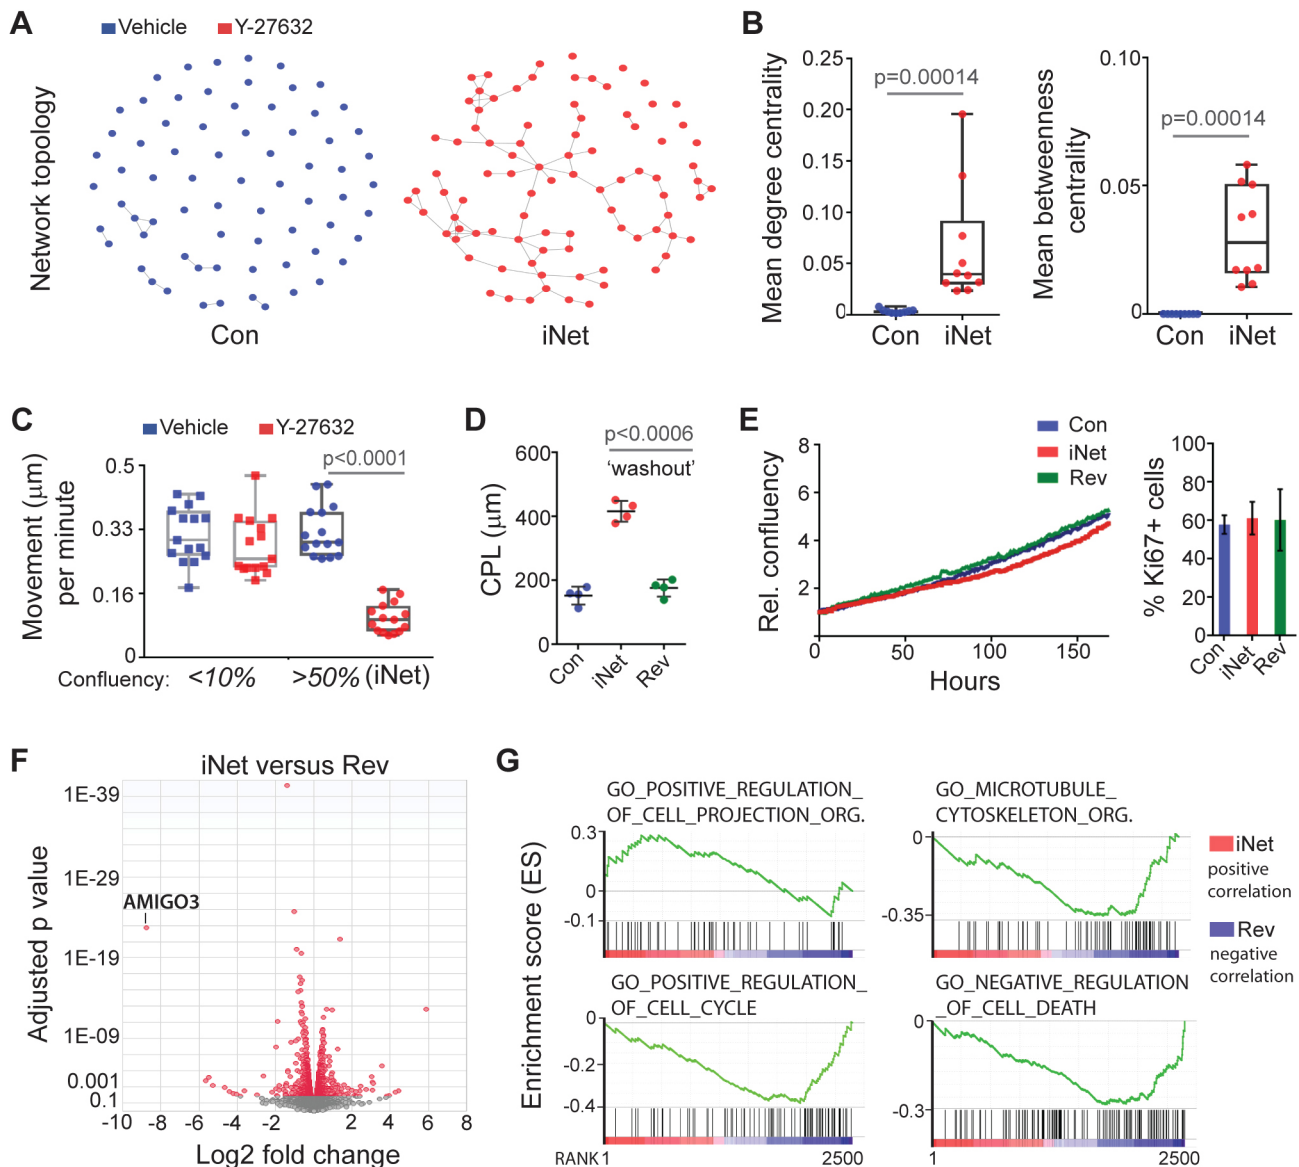 A
Vehicle
Y-27632
Network topology
Con
iNet
B
Mean degree centrality
0.25
0.20
0.15
0.10
0.05
0
p=0.00014
Con
iNet
Mean betweenness
centrality
0.10
0.05
0
p=0.00014
Con
iNet
C
Vehicle
Y-27632
Movement (μm)
per minute
0.5
0.33
0.16
0
p<0.0001
Confluency:
<10%
>50% (iNet)
D
CPL (μm)
600
400
200
0
p<0.0006
‘washout’
Con
iNet
Rev
E
Rel. confluency
8
6
4
2
Con
iNet
Rev
0
50
100
150
Hours
% Ki67+ cells
100
80
60
40
20
0
Con
iNet
Rev
F
iNet versus Rev
Adjusted p value
1E-39
1E-29
AMIGO3
1E-19
1E-09
0.001
0.1
-10
-8
-6
-4
-2
0
2
4
6
8
Log2 fold change
G
Enrichment score (ES)
GO_POSITIVE_REGULATION_
OF_CELL_PROJECTION_ORG.
0.3
0
-0.1
GO_MICROTUBULE_
CYTOSKELETON_ORG.
0
-0.35
iNet
positive
correlation
Rev
negative
correlation
GO_POSITIVE_REGULATION_
OF_CELL_CYCLE
0
-0.2
-0.4
RANK 1
2500
GO_NEGATIVE_REGULATION
_OF_CELL_DEATH
0
-0.3
1
2500